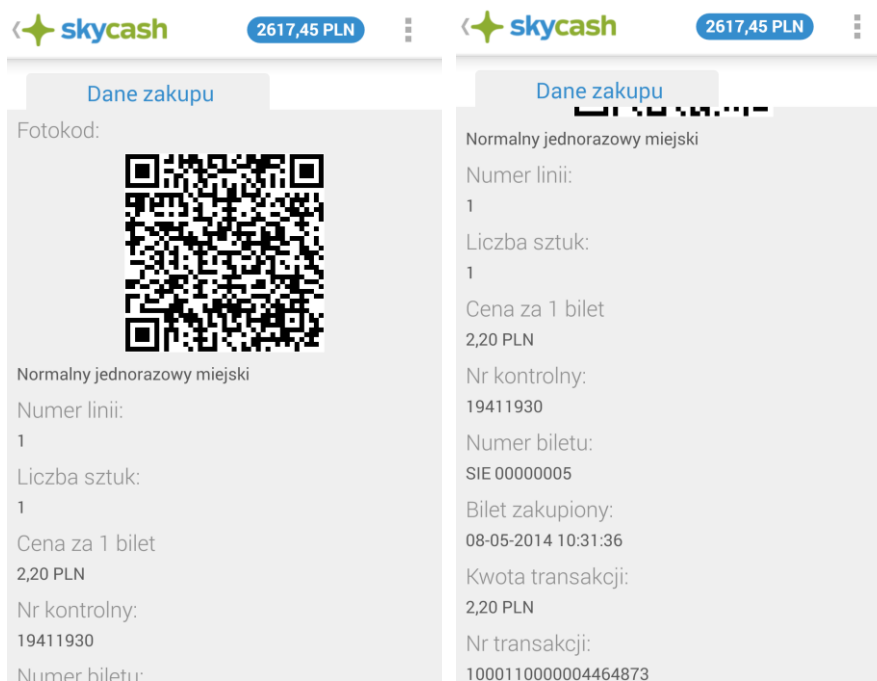 skycash
2617,45 PLN
Dane zakupu
Fotokod:
Normalny jednorazowy miejski
Numer linii:
1
Liczba sztuk:
1
Cena za 1 bilet
2,20 PLN
Nr kontrolny:
19411930
Numer biletu:
skycash
2617,45 PLN
Dane zakupu
Normalny jednorazowy miejski
Numer linii:
1
Liczba sztuk:
1
Cena za 1 bilet
2,20 PLN
Nr kontrolny:
19411930
Numer biletu:
SIE 00000005
Bilet zakupiony:
08-05-2014 10:31:36
Kwota transakcji:
2,20 PLN
Nr transakcji:
1000110000004464873